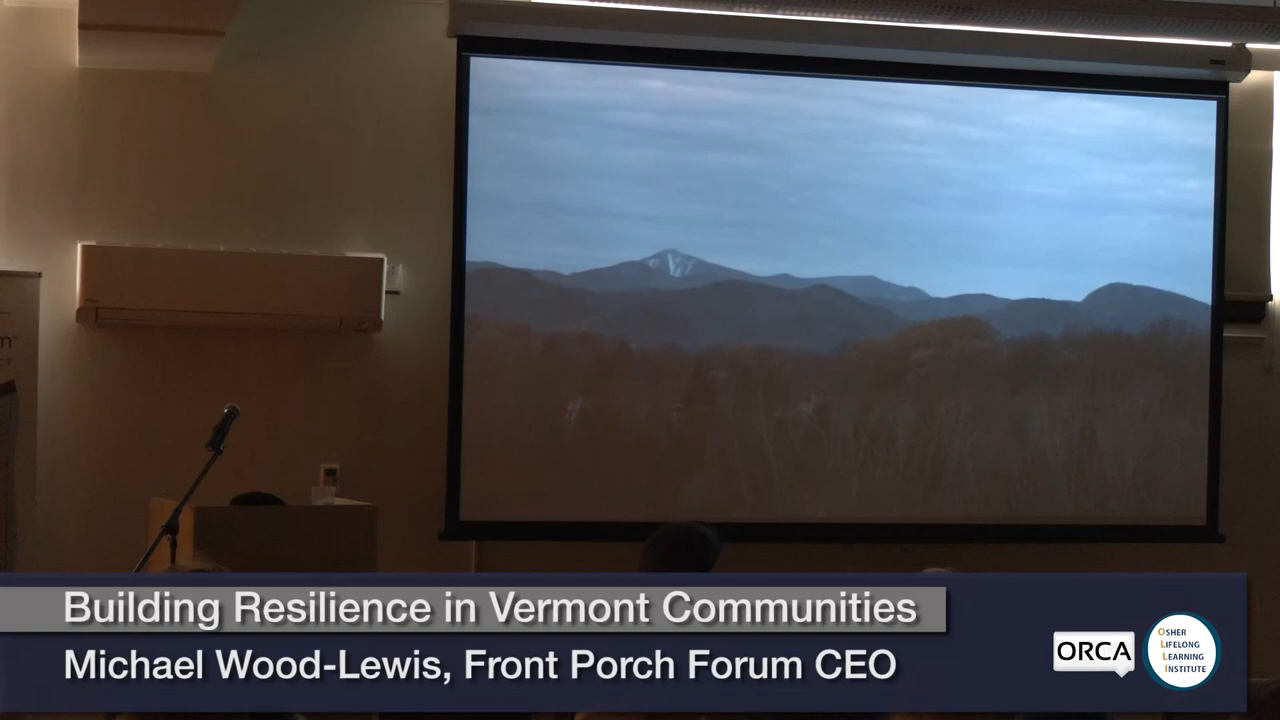 Building Resilience in Vermont Communities
Michael Wood-Lewis, Front Porch Forum CEO
ORCA
OSHER
LIFELONG
LEARNING
INSTITUTE